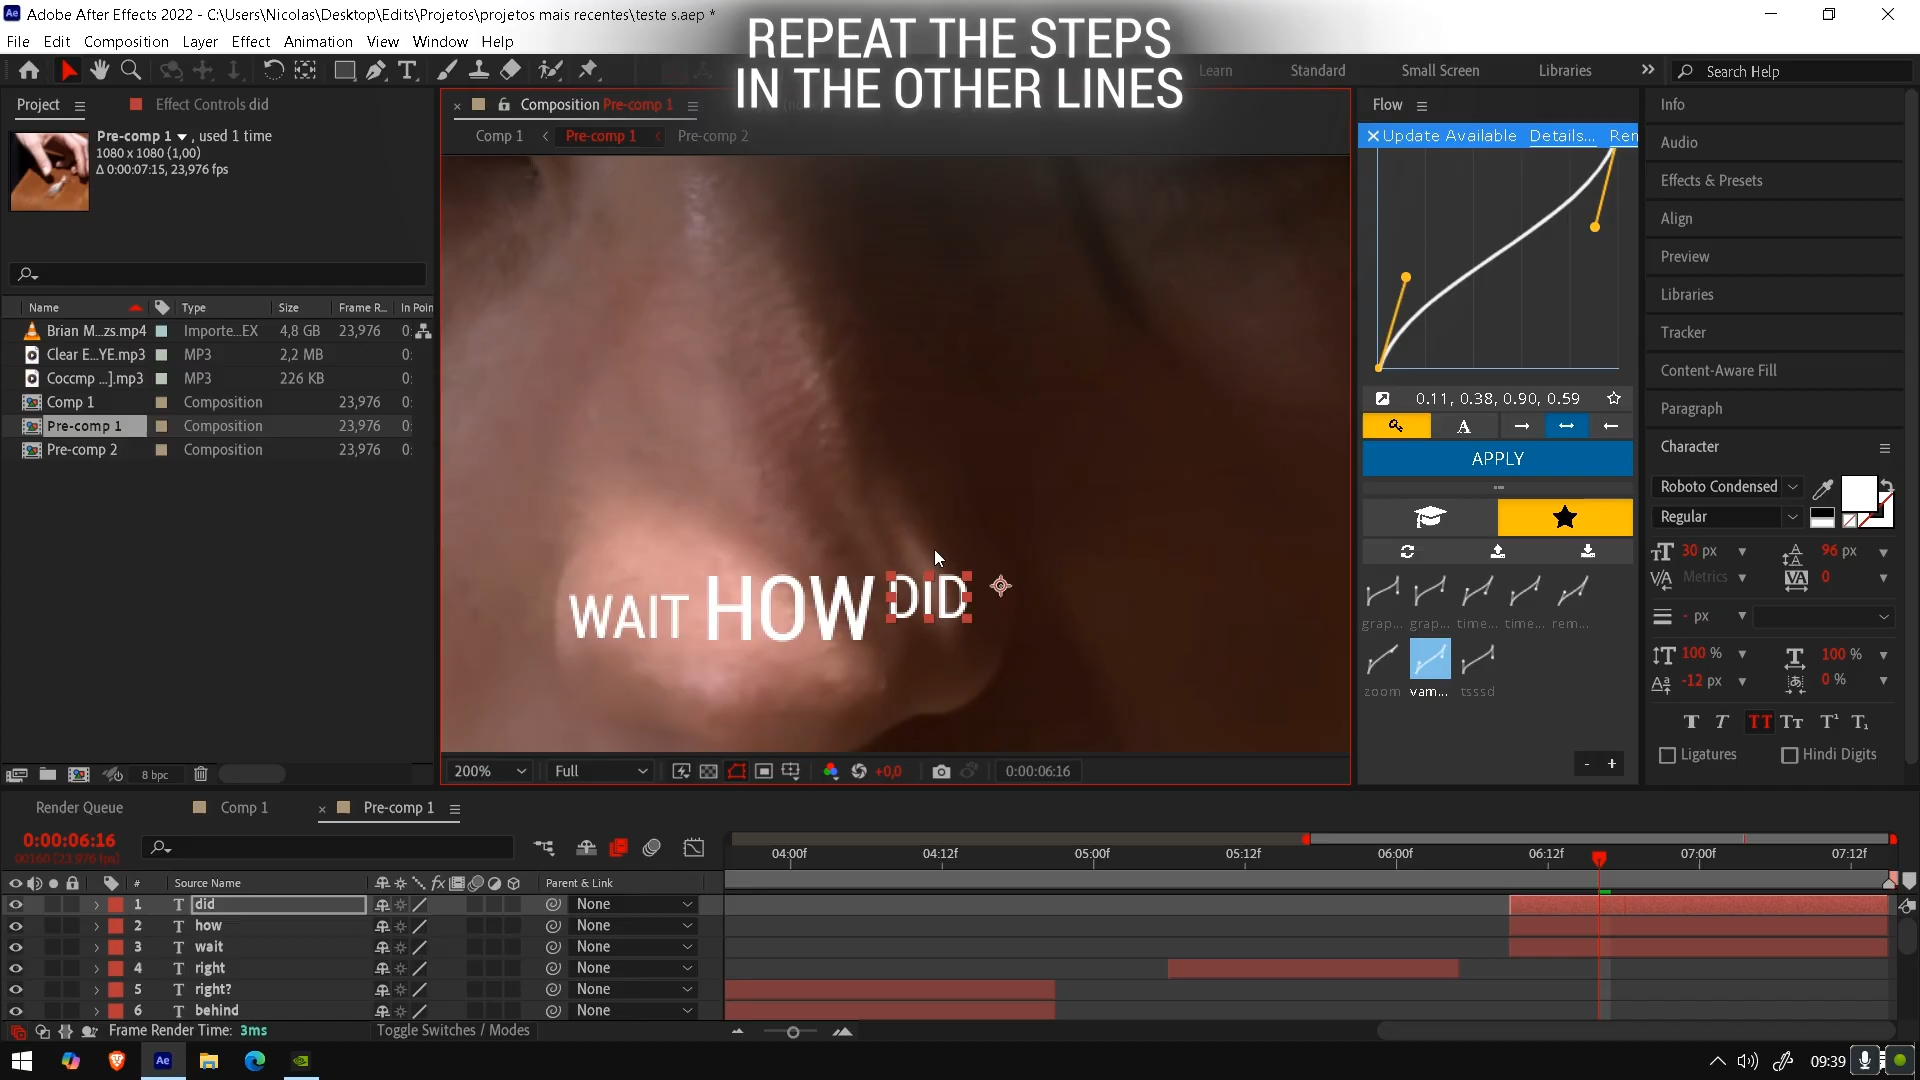 Adobe After Effects 2022 - C:\Users\Nicolas\Desktop\Edits\Projetos\projetos mais recentes\teste s.aep *
REPEAT THE STEPS
IN THE OTHER LINES
File Edit Composition Layer Effect Animation View Window Help
Learn Standard Small Screen Libraries Search Help
Project Effect Controls did
Composition Pre-comp 1
Flow
Info
Comp 1 Pre-comp 1 Pre-comp 2
Pre-comp 1 , used 1 time
1080 x 1080 (1,00)
Δ 0:00:07:15, 23,976 fps
Update Available Details... Ren
Audio
Effects & Presets
Align
Preview
Libraries
Tracker
Content-Aware Fill
Paragraph
Character
Name Type Size Frame R... In Poin
Brian M...zs.mp4 Importe...EX 4,8 GB 23,976 0:
Clear E...YE.mp3 MP3 2,2 MB 0:
Coccmp ...].mp3 MP3 226 KB 0:
Comp 1 Composition 23,976 0:
Pre-comp 1 Composition 23,976 0:
Pre-comp 2 Composition 23,976 0:
0.11, 0.38, 0.90, 0.59
A
APPLY
grap... grap... time... time... rem...
zoom vam... tsssd
- +
Roboto Condensed
Regular
30 px 96 px
Metrics 0
- px
100 % 100 %
-12 px 0 %
T T TT Tt T¹ T₁
Ligatures Hindi Digits
WAIT HOW DID
8 bpc
200% Full +0,0 0:00:06:16
Render Queue Comp 1 Pre-comp 1
0:00:06:16
00160 (23.976 fps)
04:00f 04:12f 05:00f 05:12f 06:00f 06:12f 07:00f 07:12f
# Source Name fx Parent & Link
1 T did None
2 T how None
3 T wait None
4 T right None
5 T right? None
6 T behind None
Frame Render Time: 3ms Toggle Switches / Modes
Ae
09:39